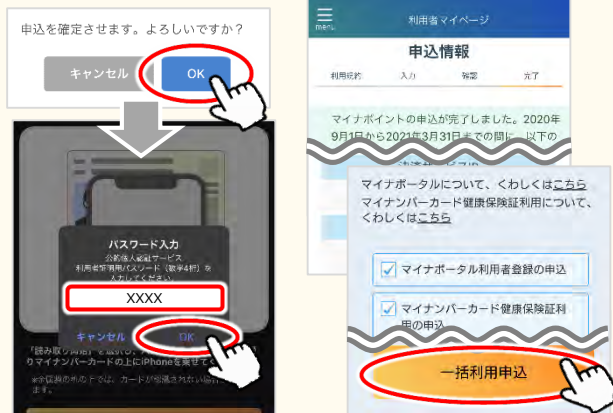 申込を確定させます。よろしいですか？
キャンセル
OK
パスワード入力
公的個人認証サービス
利用者証明用パスワード（数字4桁）を
入力してください。
XXXX
キャンセル
OK
りマイナンバーカードの上にiPhoneを乗せて
menu
利用者マイページ
申込情報
利用規約
入力
確認
完了
マイナポイントの申込が完了しました。2020年
9月1日から2021年3月31日までの間に、以下の
マイナポータルについて、くわしくはこちら
マイナンバーカード健康保険証利用について、
くわしくはこちら
マイナポータル利用者登録の申込
マイナンバーカード健康保険証利
用の申込
一括利用申込